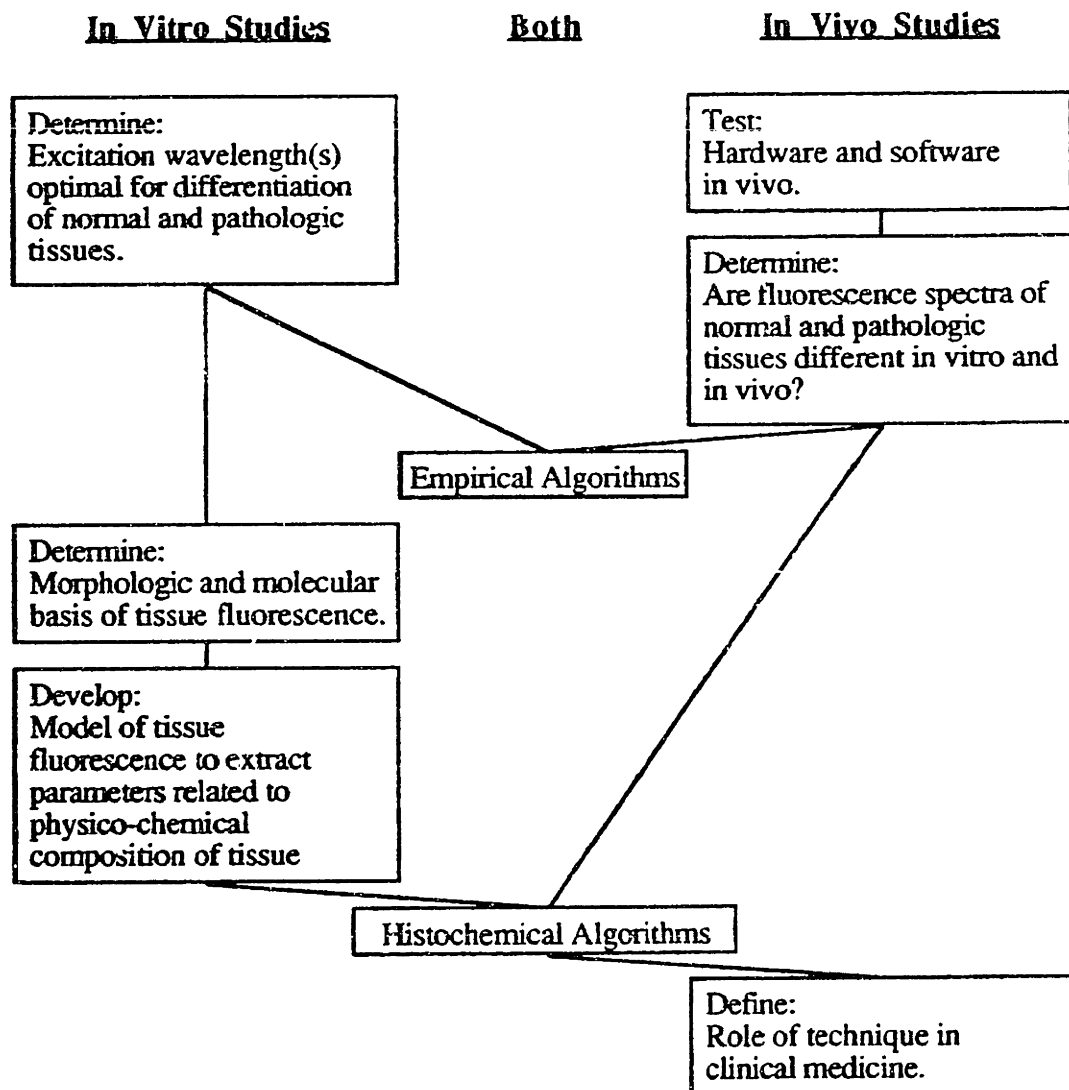 In Vitro Studies
Both
In Vivo Studies
Determine:
Excitation wavelength(s)
optimal for differentiation
of normal and pathologic
tissues.
Test:
Hardware and software
in vivo.
Determine:
Are fluorescence spectra of
normal and pathologic
tissues different in vitro and
in vivo?
Empirical Algorithms
Determine:
Morphologic and molecular
basis of tissue fluorescence.
Develop:
Model of tissue
fluorescence to extract
parameters related to
physico-chemical
composition of tissue
Histochemical Algorithms
Define:
Role of technique in
clinical medicine.